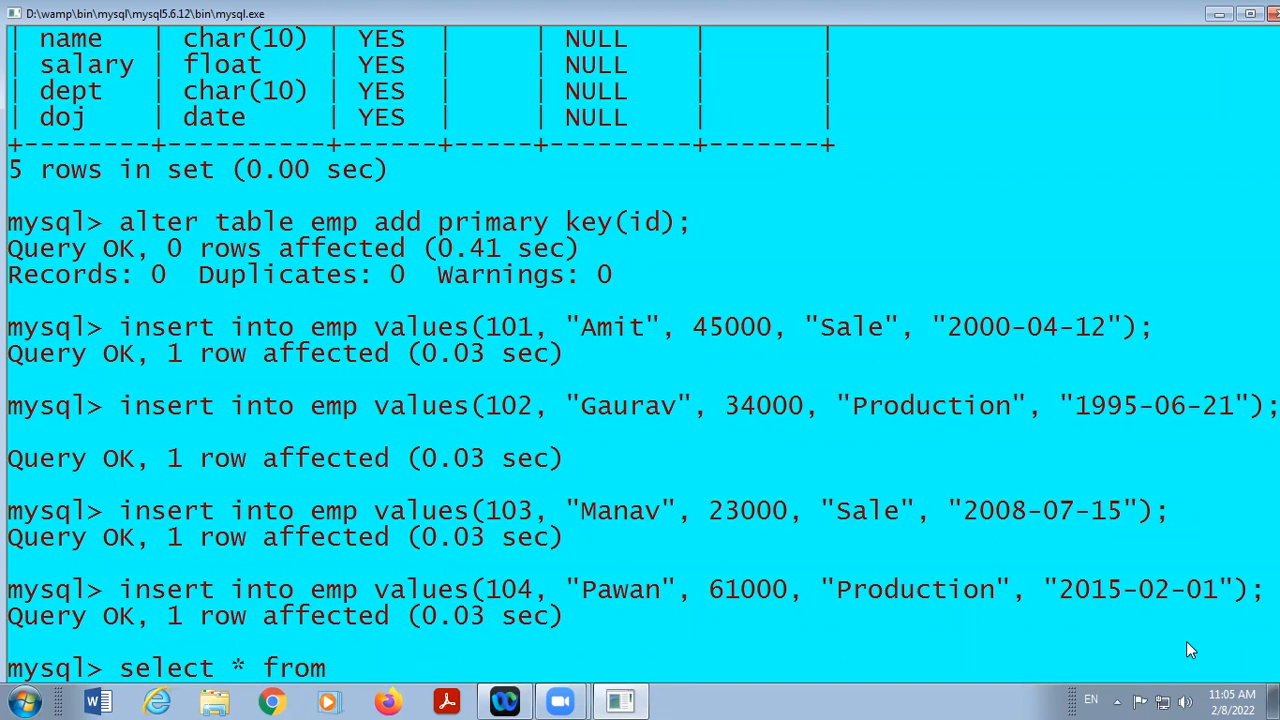 D:\wamp\bin\mysql\mysql5.6.12\bin\mysql.exe
| name   | char(10) | YES  |     | NULL    |       |
| salary | float    | YES  |     | NULL    |       |
| dept   | char(10) | YES  |     | NULL    |       |
| doj    | date     | YES  |     | NULL    |       |
+--------+----------+------+-----+---------+-------+
5 rows in set (0.00 sec)
mysql> alter table emp add primary key(id);
Query OK, 0 rows affected (0.41 sec)
Records: 0  Duplicates: 0  Warnings: 0
mysql> insert into emp values(101, "Amit", 45000, "Sale", "2000-04-12");
Query OK, 1 row affected (0.03 sec)
mysql> insert into emp values(102, "Gaurav", 34000, "Production", "1995-06-21");
Query OK, 1 row affected (0.03 sec)
mysql> insert into emp values(103, "Manav", 23000, "Sale", "2008-07-15");
Query OK, 1 row affected (0.03 sec)
mysql> insert into emp values(104, "Pawan", 61000, "Production", "2015-02-01");
Query OK, 1 row affected (0.03 sec)
mysql> select * from
EN
11:05 AM
2/8/2022